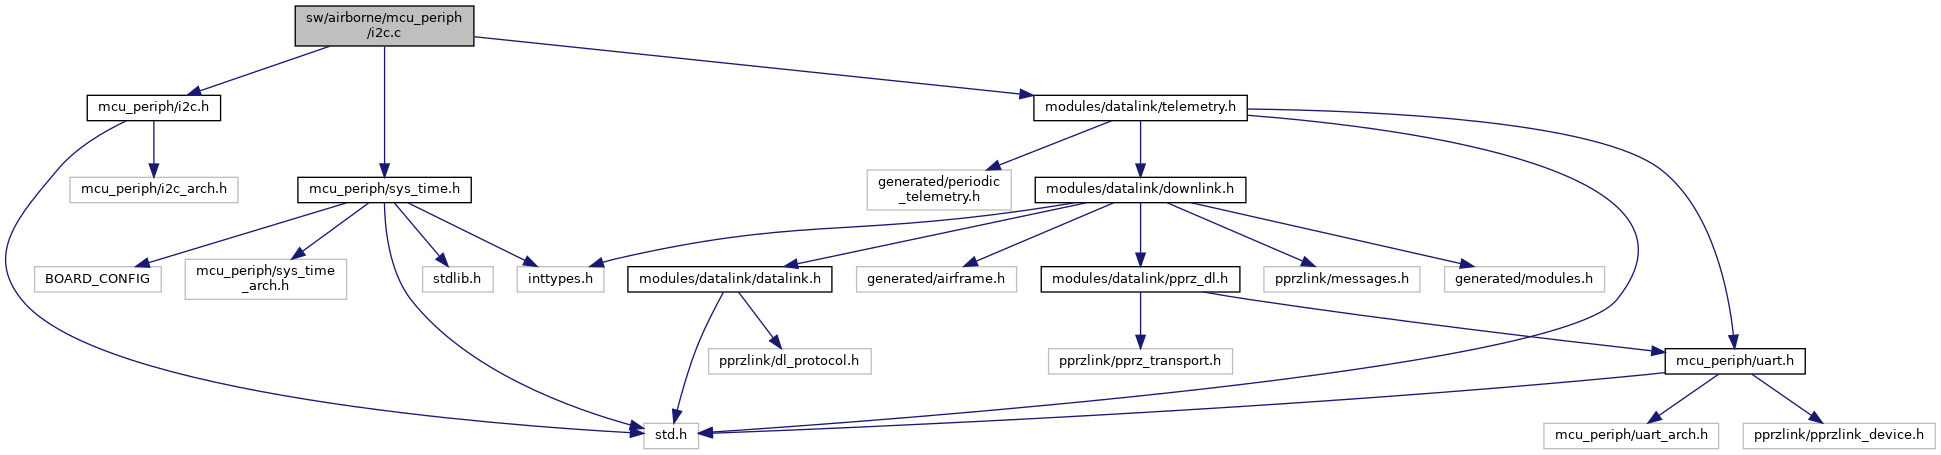 sw/airborne/mcu_periph
/i2c.c
mcu_periph/i2c.h
modules/datalink/telemetry.h
mcu_periph/i2c_arch.h
mcu_periph/sys_time.h
generated/periodic
_telemetry.h
modules/datalink/downlink.h
BOARD_CONFIG
mcu_periph/sys_time
_arch.h
stdlib.h
inttypes.h
modules/datalink/datalink.h
generated/airframe.h
modules/datalink/pprz_dl.h
pprzlink/messages.h
generated/modules.h
pprzlink/dl_protocol.h
pprzlink/pprz_transport.h
mcu_periph/uart.h
std.h
mcu_periph/uart_arch.h
pprzlink/pprzlink_device.h